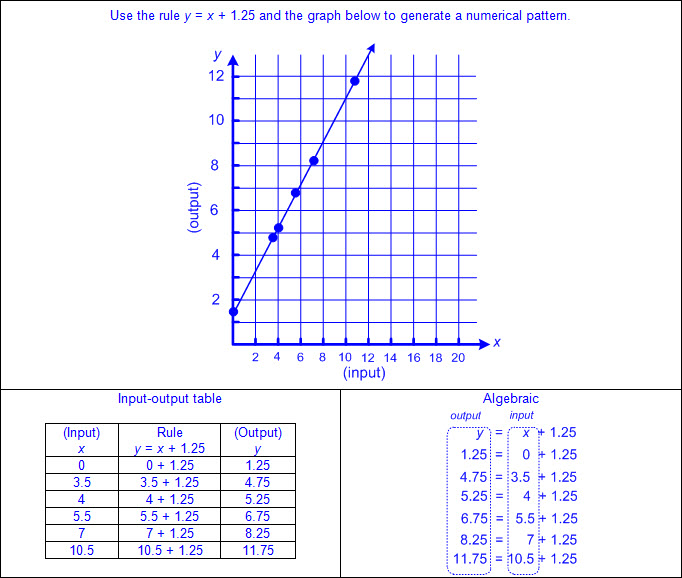 Use the rule y = x + 1.25 and the graph below to generate a numerical pattern.
y
12
10
8
6
4
2
(output)
x
2 4 6 8 10 12 14 16 18 20
(input)
Input-output table
(Input) Rule (Output)
x y = x + 1.25 y
0 0 + 1.25 1.25
3.5 3.5 + 1.25 4.75
4 4 + 1.25 5.25
5.5 5.5 + 1.25 6.75
7 7 + 1.25 8.25
10.5 10.5 + 1.25 11.75
Algebraic
output input
y = x + 1.25
1.25 = 0 + 1.25
4.75 = 3.5 + 1.25
5.25 = 4 + 1.25
6.75 = 5.5 + 1.25
8.25 = 7 + 1.25
11.75 = 10.5 + 1.25